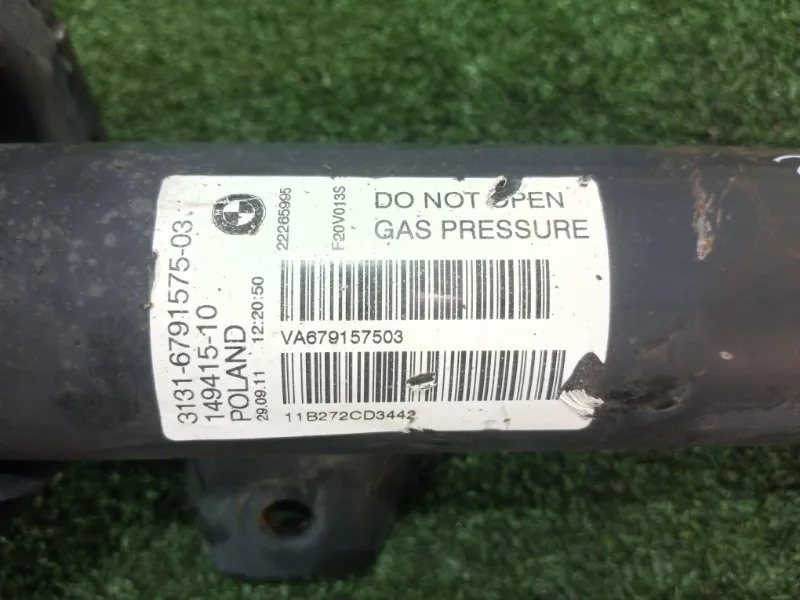 DO NOT OPEN
GAS PRESSURE
22265995
F20V013S
VA679157503
11B272CD3442
3131-6791575-03
149415-10
POLAND
29.09.11 12:20:50